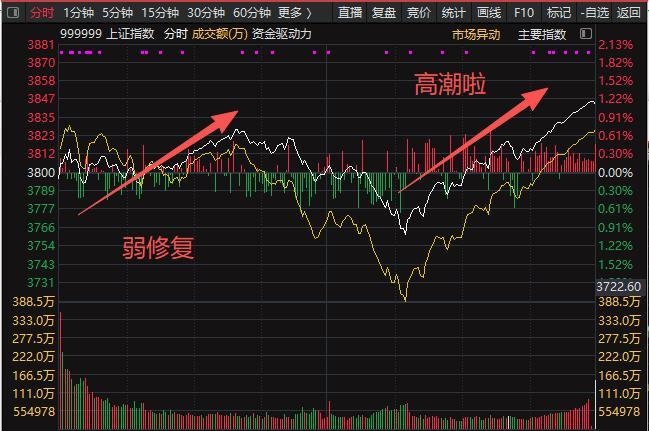 分时 1分钟 5分钟 15分钟 30分钟 60分钟 更多 直播 复盘 竞价 统计 画线 F10 标记 -自选 返回
999999 上证指数 分时 成交额(万) 资金驱动力 市场异动 主要指数
3881 2.13%
3870 1.82%
3858 1.52%
3847 1.22%
3835 0.91%
3823 0.61%
3812 0.30%
3800 0.00%
3789 0.30%
3777 0.61%
3766 0.91%
3754 1.22%
3743 1.52%
3731 1.82%
高潮啦
弱修复
3722.60
388.5万 388.5万
333.0万 333.0万
277.5万 277.5万
222.0万 222.0万
166.5万 166.5万
111.0万 111.0万
554978 554978